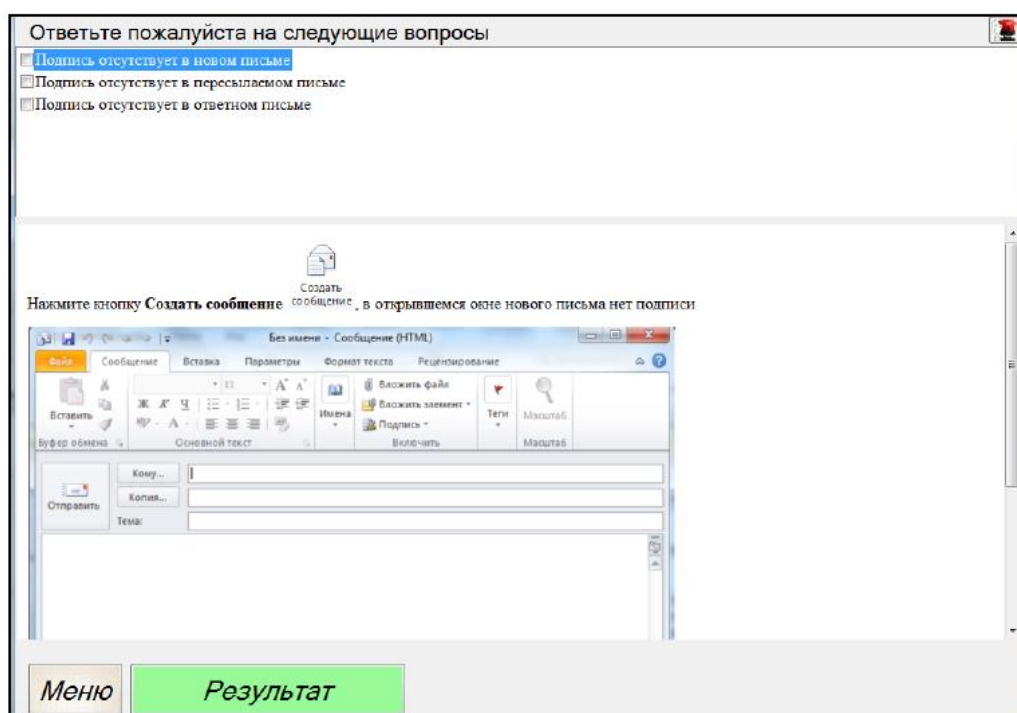 Ответьте пожалуйста на следующие вопросы
Подпись отсутствует в новом письме
Подпись отсутствует в пересылаемом письме
Подпись отсутствует в ответном письме
Создать
сообщение
Нажмите кнопку Создать сообщение , в открывшемся окне нового письма нет подписи
Без имени - Сообщение (HTML)
Файл Сообщение Вставка Параметры Формат текста Рецензирование
Вставить
Буфер обмена
11
Ж К Ч
Основной текст
Имена
Вложить файл
Вложить элемент
Подпись
Включить
Теги
Масштаб
Масштаб
Отправить
Кому...
Копия...
Тема:
Меню
Результат